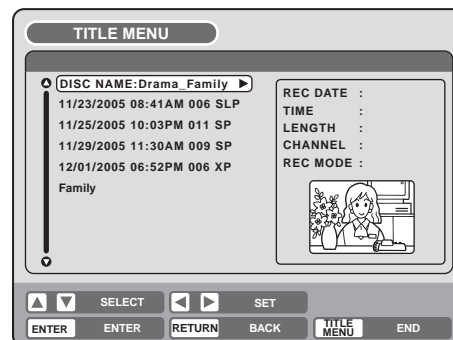 TITLE MENU
DISC NAME:Drama_Family ▶
11/23/2005 08:41AM 006 SLP
11/25/2005 10:03PM 011 SP
11/29/2005 11:30AM 009 SP
12/01/2005 06:52PM 006 XP
Family
REC DATE :
TIME :
LENGTH :
CHANNEL :
REC MODE :
▲ ▼ SELECT ◀ ▶ SET
ENTER ENTER RETURN BACK TITLE MENU END